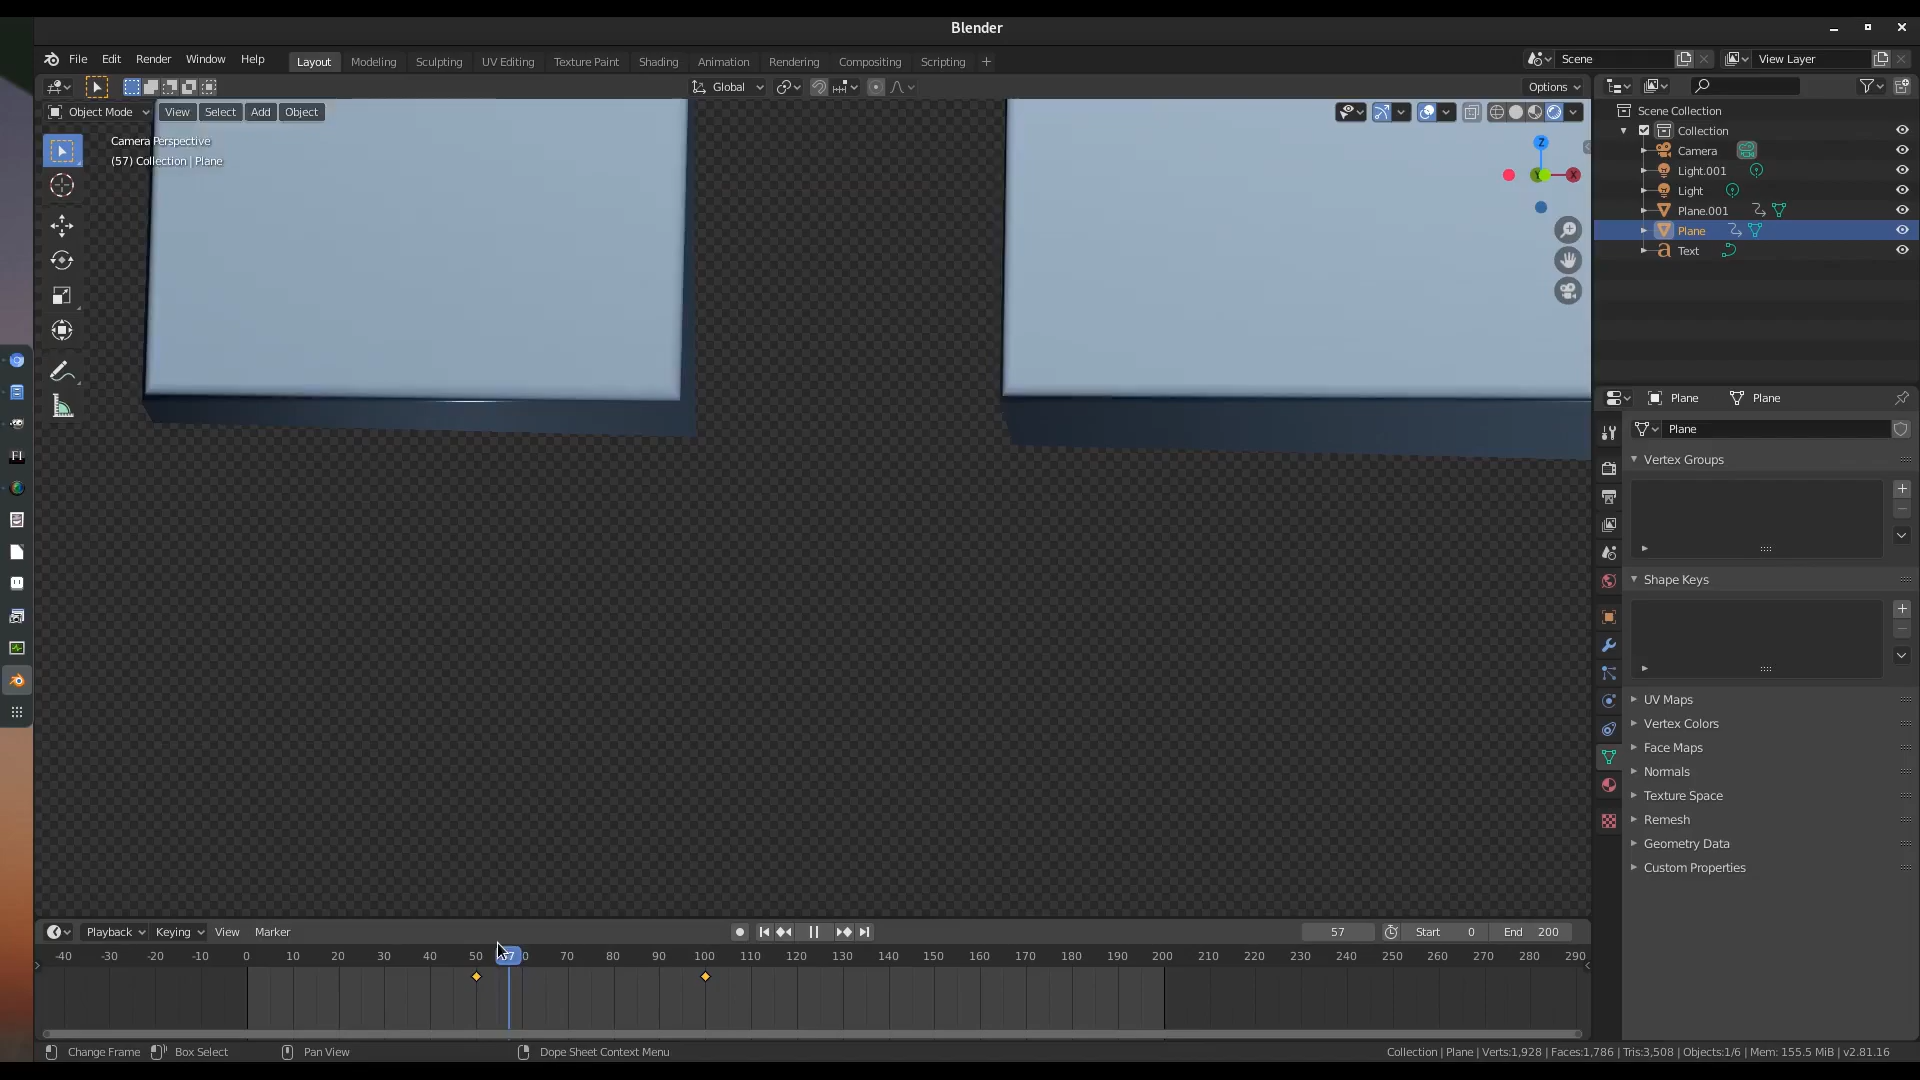 Blender
File Edit Render Window Help Layout Modeling Sculpting UV Editing Texture Paint Shading Animation Rendering Compositing Scripting + Scene View Layer
Global Options
Object Mode View Select Add Object
Camera Perspective
(57) Collection | Plane
Z
Y X
Scene Collection
Collection
Camera
Light.001
Light
Plane.001
Plane
Text
Plane Plane
Plane
Vertex Groups
Shape Keys
UV Maps
Vertex Colors
Face Maps
Normals
Texture Space
Remesh
Geometry Data
Custom Properties
Playback Keying View Marker 57 Start 0 End 200
-40 -30 -20 -10 0 10 20 30 40 50 57 70 80 90 100 110 120 130 140 150 160 170 180 190 200 210 220 230 240 250 260 270 280 290
Change Frame Box Select Pan View Dope Sheet Context Menu Collection | Plane | Verts:1,928 | Faces:1,786 | Tris:3,508 | Objects:1/6 | Mem: 155.5 MiB | v2.81.16